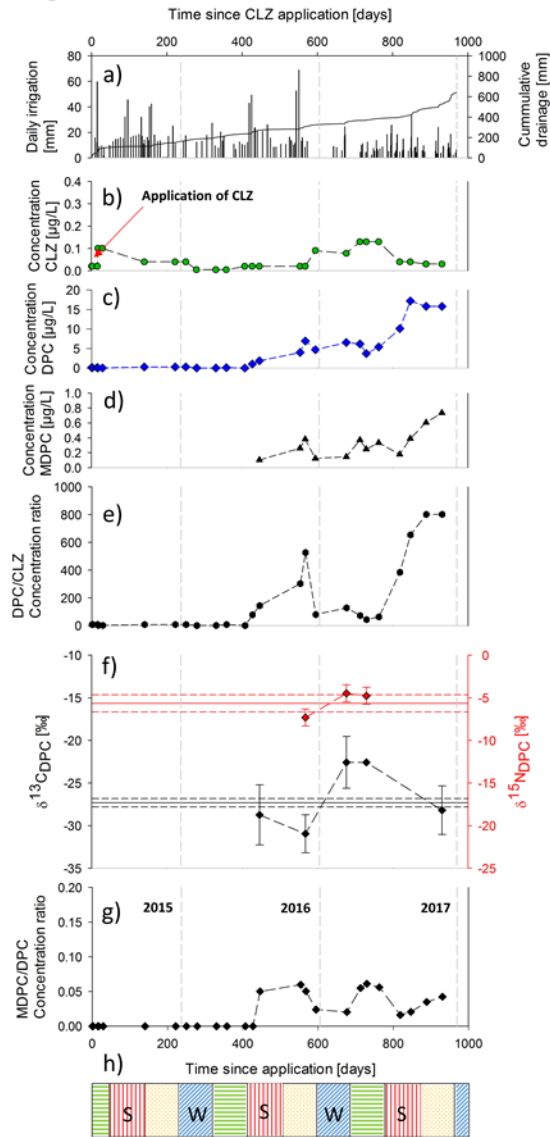 Time since CLZ application [days]
0 200 400 600 800 1000
a)
Daily irrigation
[mm]
80
60
40
20
0
1000
800
600
400
200
0
Cummulative
drainage
[mm]
b)
Application of CLZ
Concentration
CLZ [µg/L]
0.4
0.3
0.2
0.1
0.0
c)
Concentration
DPC [µg/L]
20
15
10
5
0
d)
Concentration
MDPC [µg/L]
1.0
0.8
0.6
0.4
0.2
0.0
e)
DPC/CLZ
Concentration ratio
1000
800
600
400
200
0
f)
δ13CDPC [‰]
-10
-15
-20
-25
-30
-35
0
-5
-10
-15
-20
-25
δ15NDPC [‰]
g)
2015 2016 2017
MDPC/DPC
Concentration ratio
0.20
0.15
0.10
0.05
0.00
0 200 400 600 800 1000
Time since application [days]
h)
S W S W S